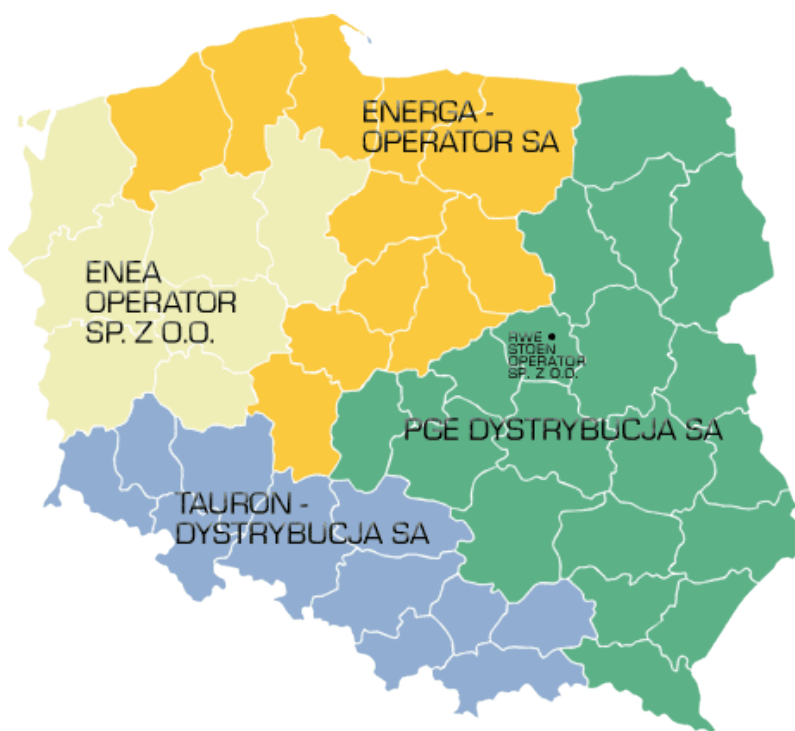 ENERGA -
OPERATOR SA
ENEA
OPERATOR
SP. Z O.O.
RWE
STOEN
OPERATOR
SP. Z O.O.
PGE DYSTRYBUCJA SA
TAURON -
DYSTRYBUCJA SA